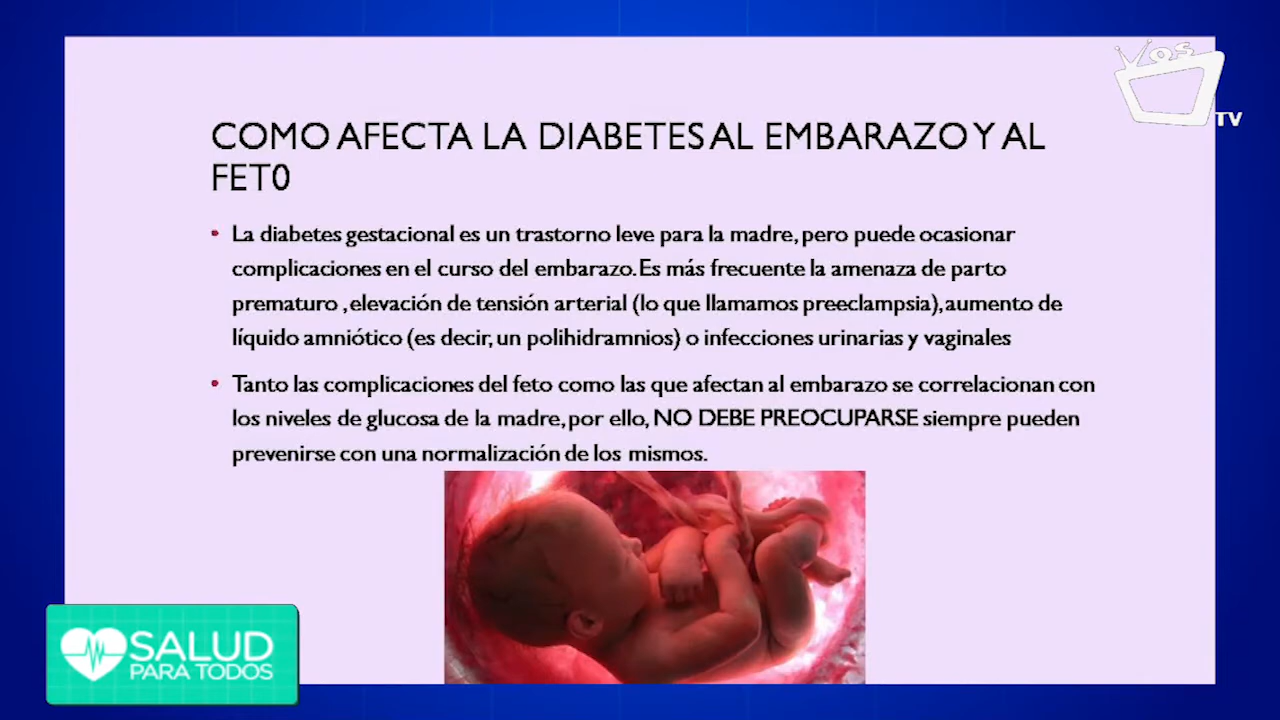 VOS
TV
COMO AFECTA LA DIABETES AL EMBARAZO Y AL
FET0
• La diabetes gestacional es un trastorno leve para la madre, pero puede ocasionar
complicaciones en el curso del embarazo. Es más frecuente la amenaza de parto
prematuro , elevación de tensión arterial (lo que llamamos preeclampsia), aumento de
líquido amniótico (es decir, un polihidramnios) o infecciones urinarias y vaginales
• Tanto las complicaciones del feto como las que afectan al embarazo se correlacionan con
los niveles de glucosa de la madre, por ello, NO DEBE PREOCUPARSE siempre pueden
prevenirse con una normalización de los mismos.
SALUD
PARA TODOS